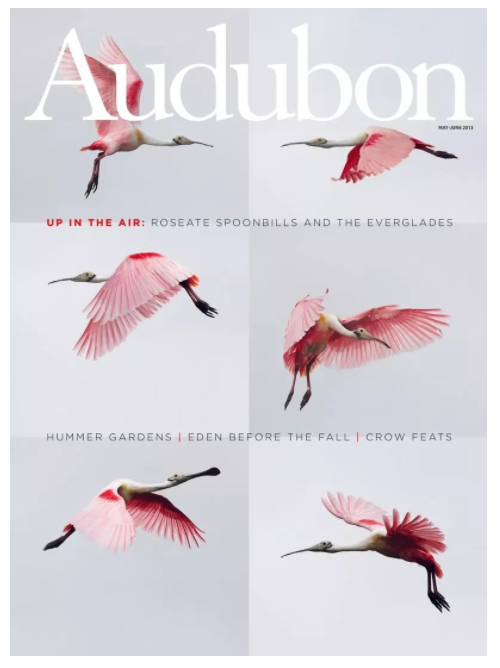 Audubon
MAY-JUNE 2013
UP IN THE AIR: ROSEATE SPOONBILLS AND THE EVERGLADES
HUMMER GARDENS | EDEN BEFORE THE FALL | CROW FEATS